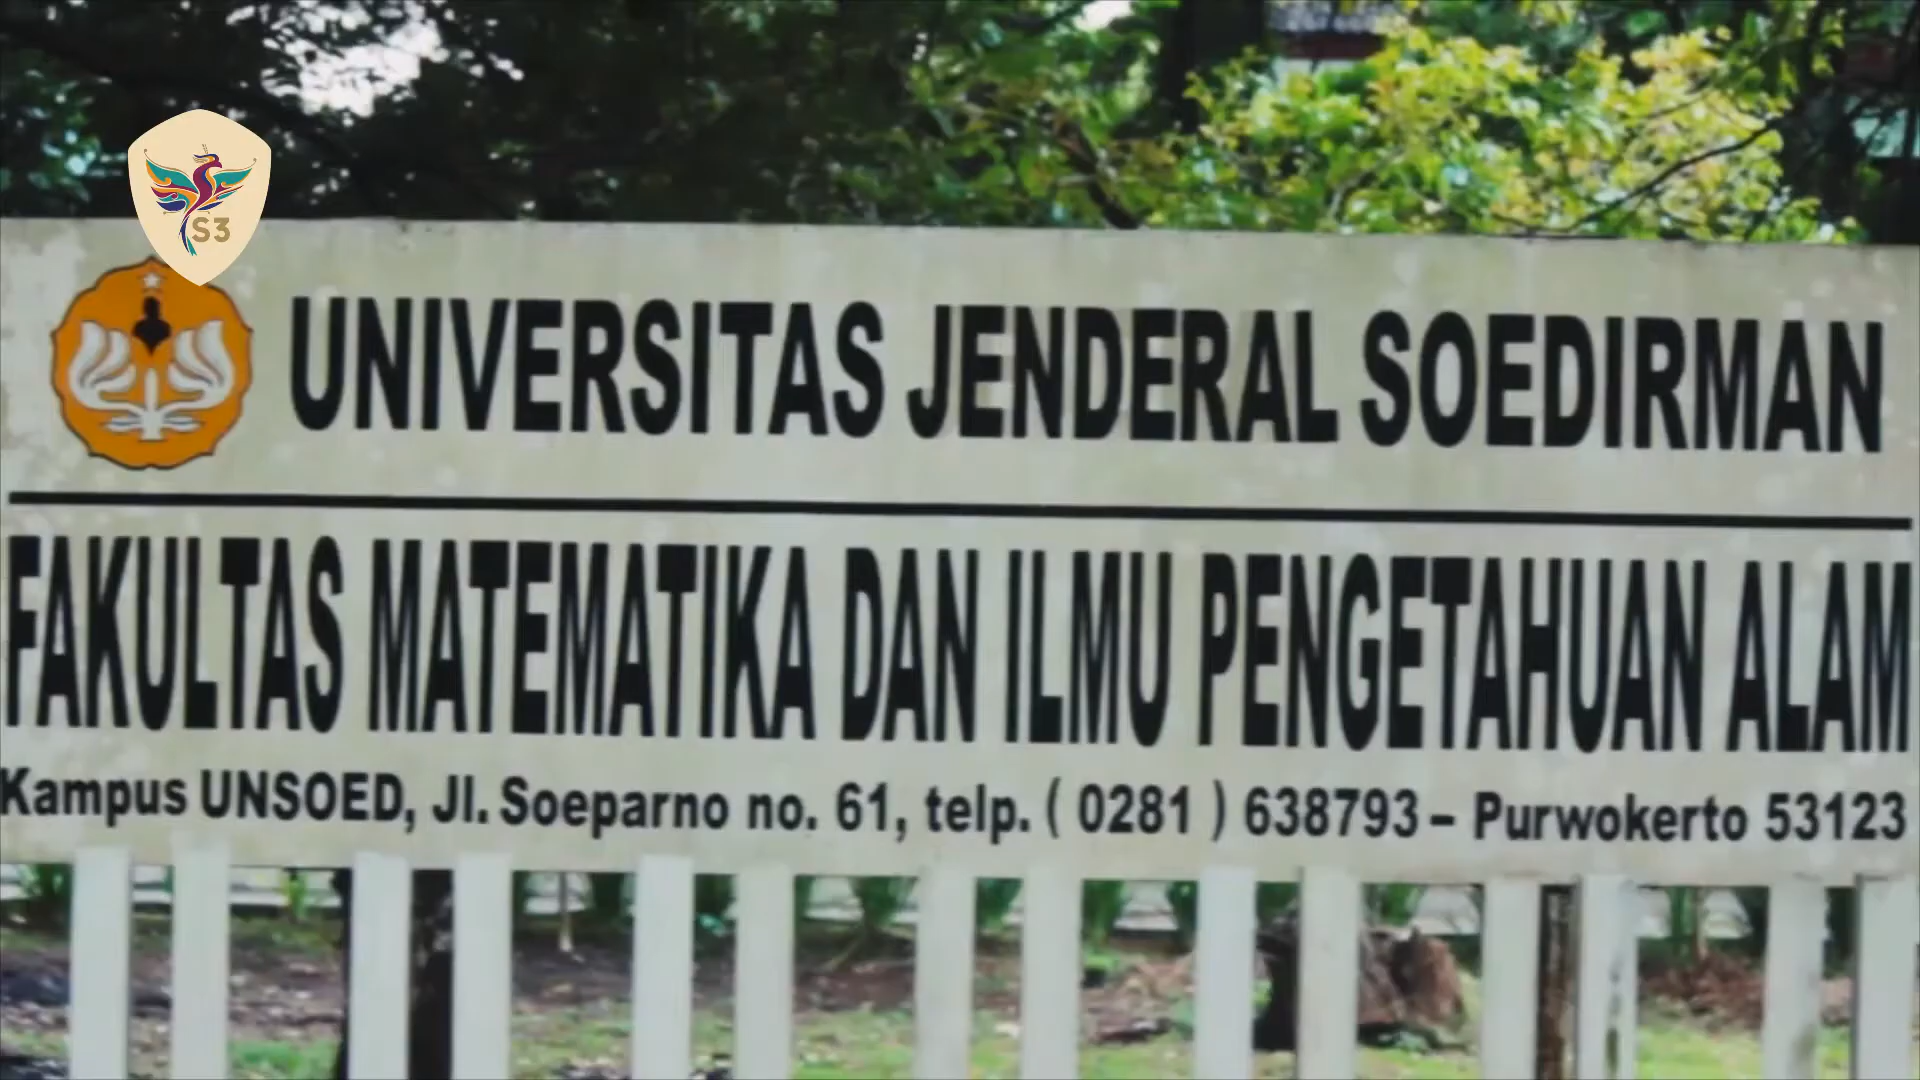 S3
UNIVERSITAS JENDERAL SOEDIRMAN
FAKULTAS MATEMATIKA DAN ILMU PENGETAHUAN ALAM
Kampus UNSOED, Jl. Soeparno no. 61, telp. ( 0281 ) 638793 – Purwokerto 53123